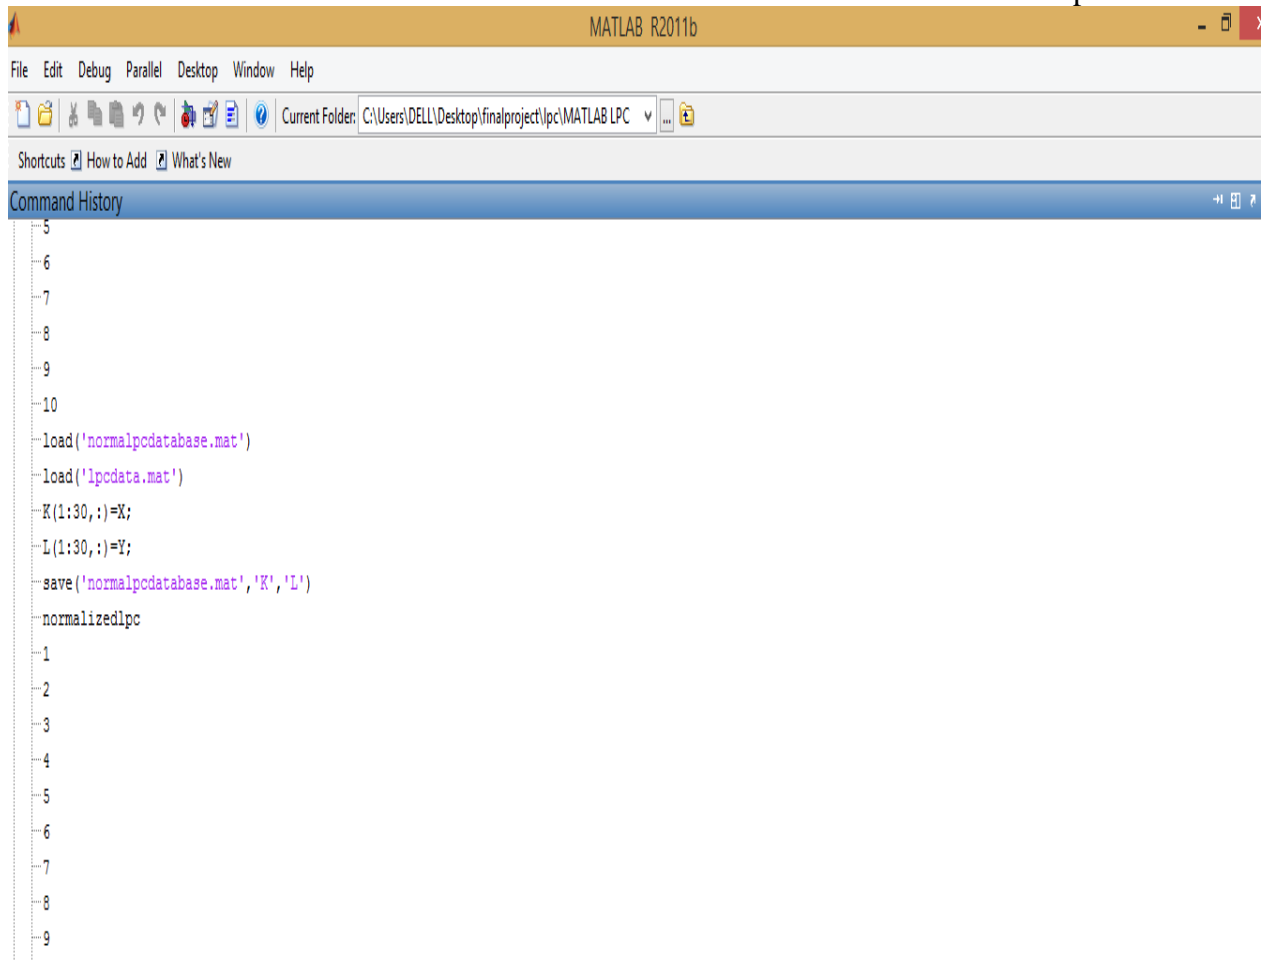 MATLAB R2011b
File Edit Debug Parallel Desktop Window Help
Current Folder: C:\Users\DELL\Desktop\finalproject\lpc\MATLAB LPC
Shortcuts How to Add What's New
Command History
5
6
7
8
9
10
load('normalpcdatabase.mat')
load('lpcdata.mat')
K(1:30,:)=X;
L(1:30,:)=Y;
save('normalpcdatabase.mat','K','L')
normalizedlpc
1
2
3
4
5
6
7
8
9